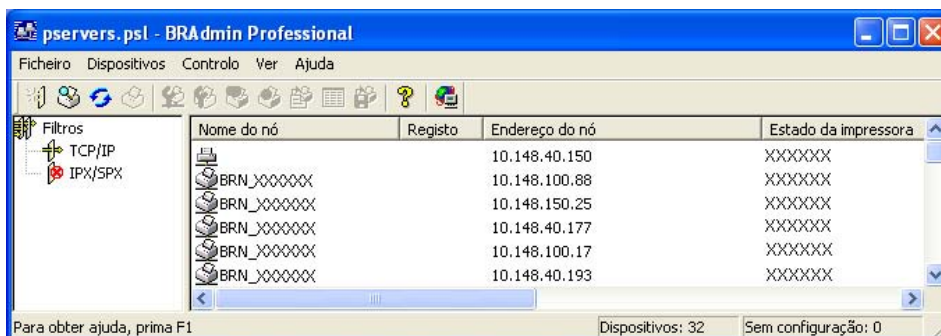 pservers.psl - BRAdmin Professional
Ficheiro Dispositivos Controlo Ver Ajuda
Filtros
TCP/IP
IPX/SPX
Nome do nó Registo Endereço do nó Estado da impressora
10.148.40.150 XXXXXX
BRN_XXXXXX 10.148.100.88 XXXXXX
BRN_XXXXXX 10.148.150.25 XXXXXX
BRN_XXXXXX 10.148.40.177 XXXXXX
BRN_XXXXXX 10.148.100.17 XXXXXX
BRN_XXXXXX 10.148.40.193 XXXXXX
Para obter ajuda, prima F1 Dispositivos: 32 Sem configuração: 0